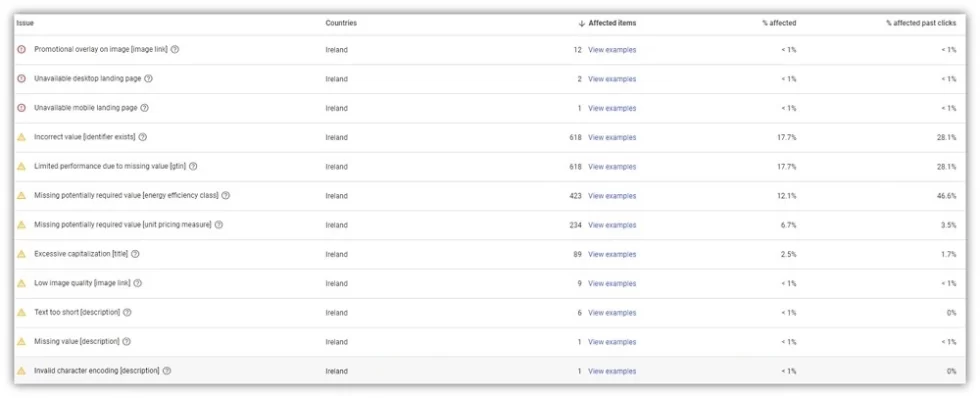 Issue Countries ↓ Affected items % affected % affected past clicks
Promotional overlay on image [image link] Ireland 12 View examples < 1% < 1%
Unavailable desktop landing page Ireland 2 View examples < 1% < 1%
Unavailable mobile landing page Ireland 1 View examples < 1% < 1%
Incorrect value [identifier exists] Ireland 618 View examples 17.7% 28.1%
Limited performance due to missing value [gtin] Ireland 618 View examples 17.7% 28.1%
Missing potentially required value [energy efficiency class] Ireland 423 View examples 12.1% 46.6%
Missing potentially required value [unit pricing measure] Ireland 234 View examples 6.7% 3.5%
Excessive capitalization [title] Ireland 89 View examples 2.5% 1.7%
Low image quality [image link] Ireland 9 View examples < 1% < 1%
Text too short [description] Ireland 6 View examples < 1% 0%
Missing value [description] Ireland 1 View examples < 1% < 1%
Invalid character encoding [description] Ireland 1 View examples < 1% 0%